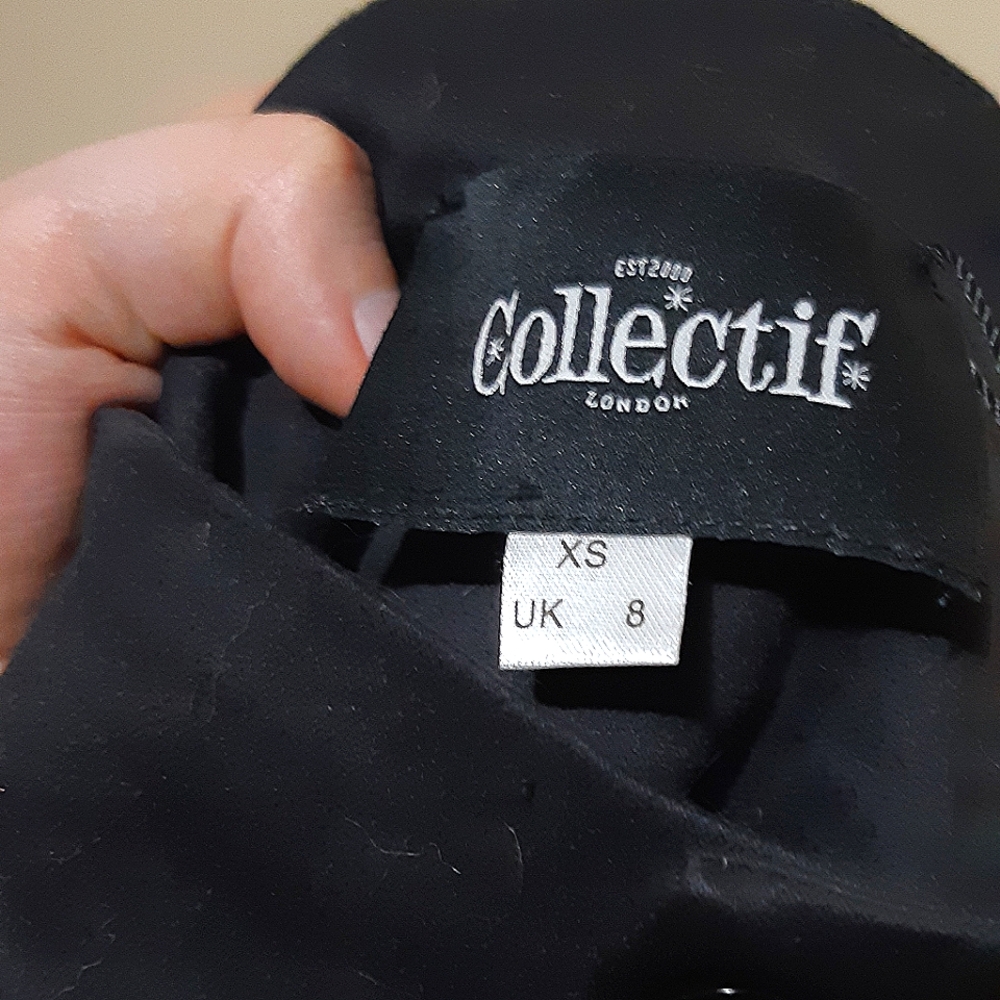 EST2000
Collectif
LONDON
XS
UK 8